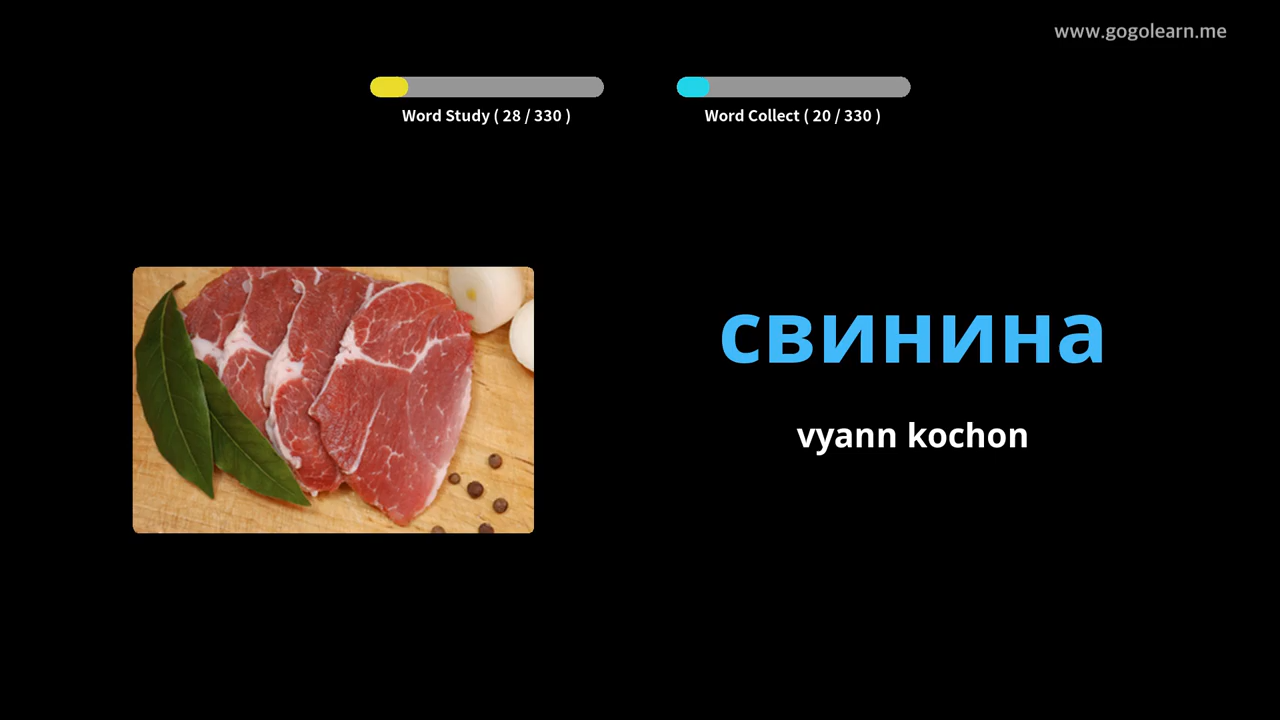 www.gogolearn.me
Word Study ( 28 / 330 )
Word Collect ( 20 / 330 )
свинина
vyann kochon